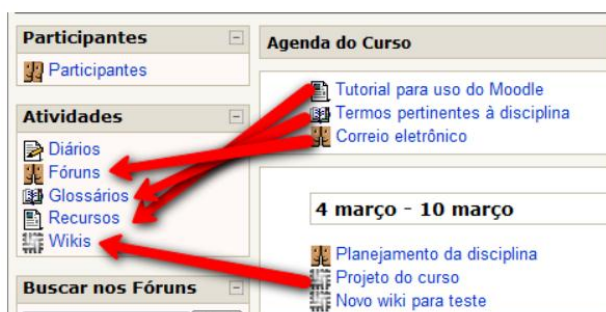 Participantes
Participantes
Atividades
Diários
Fóruns
Glossários
Recursos
Wikis
Buscar nos Fóruns
Agenda do Curso
Tutorial para uso do Moodle
Termos pertinentes à disciplina
Correio eletrônico
4 março - 10 março
Planejamento da disciplina
Projeto do curso
Novo wiki para teste